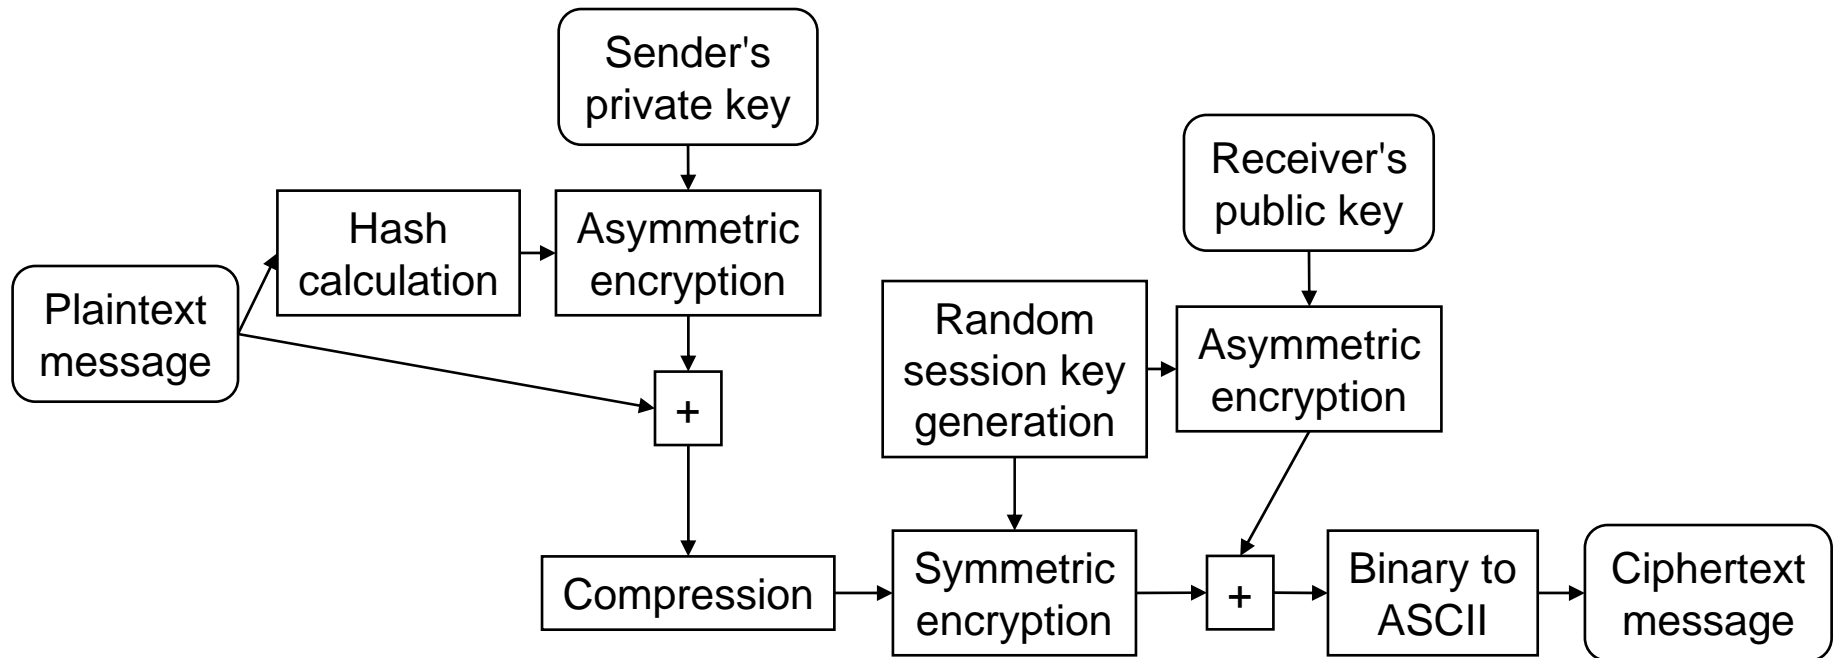 Sender's
private key
Receiver's
public key
Hash
calculation
Asymmetric
encryption
Plaintext
message
Random
session key
generation
Asymmetric
encryption
+
Compression
Symmetric
encryption
+
Binary to
ASCII
Ciphertext
message